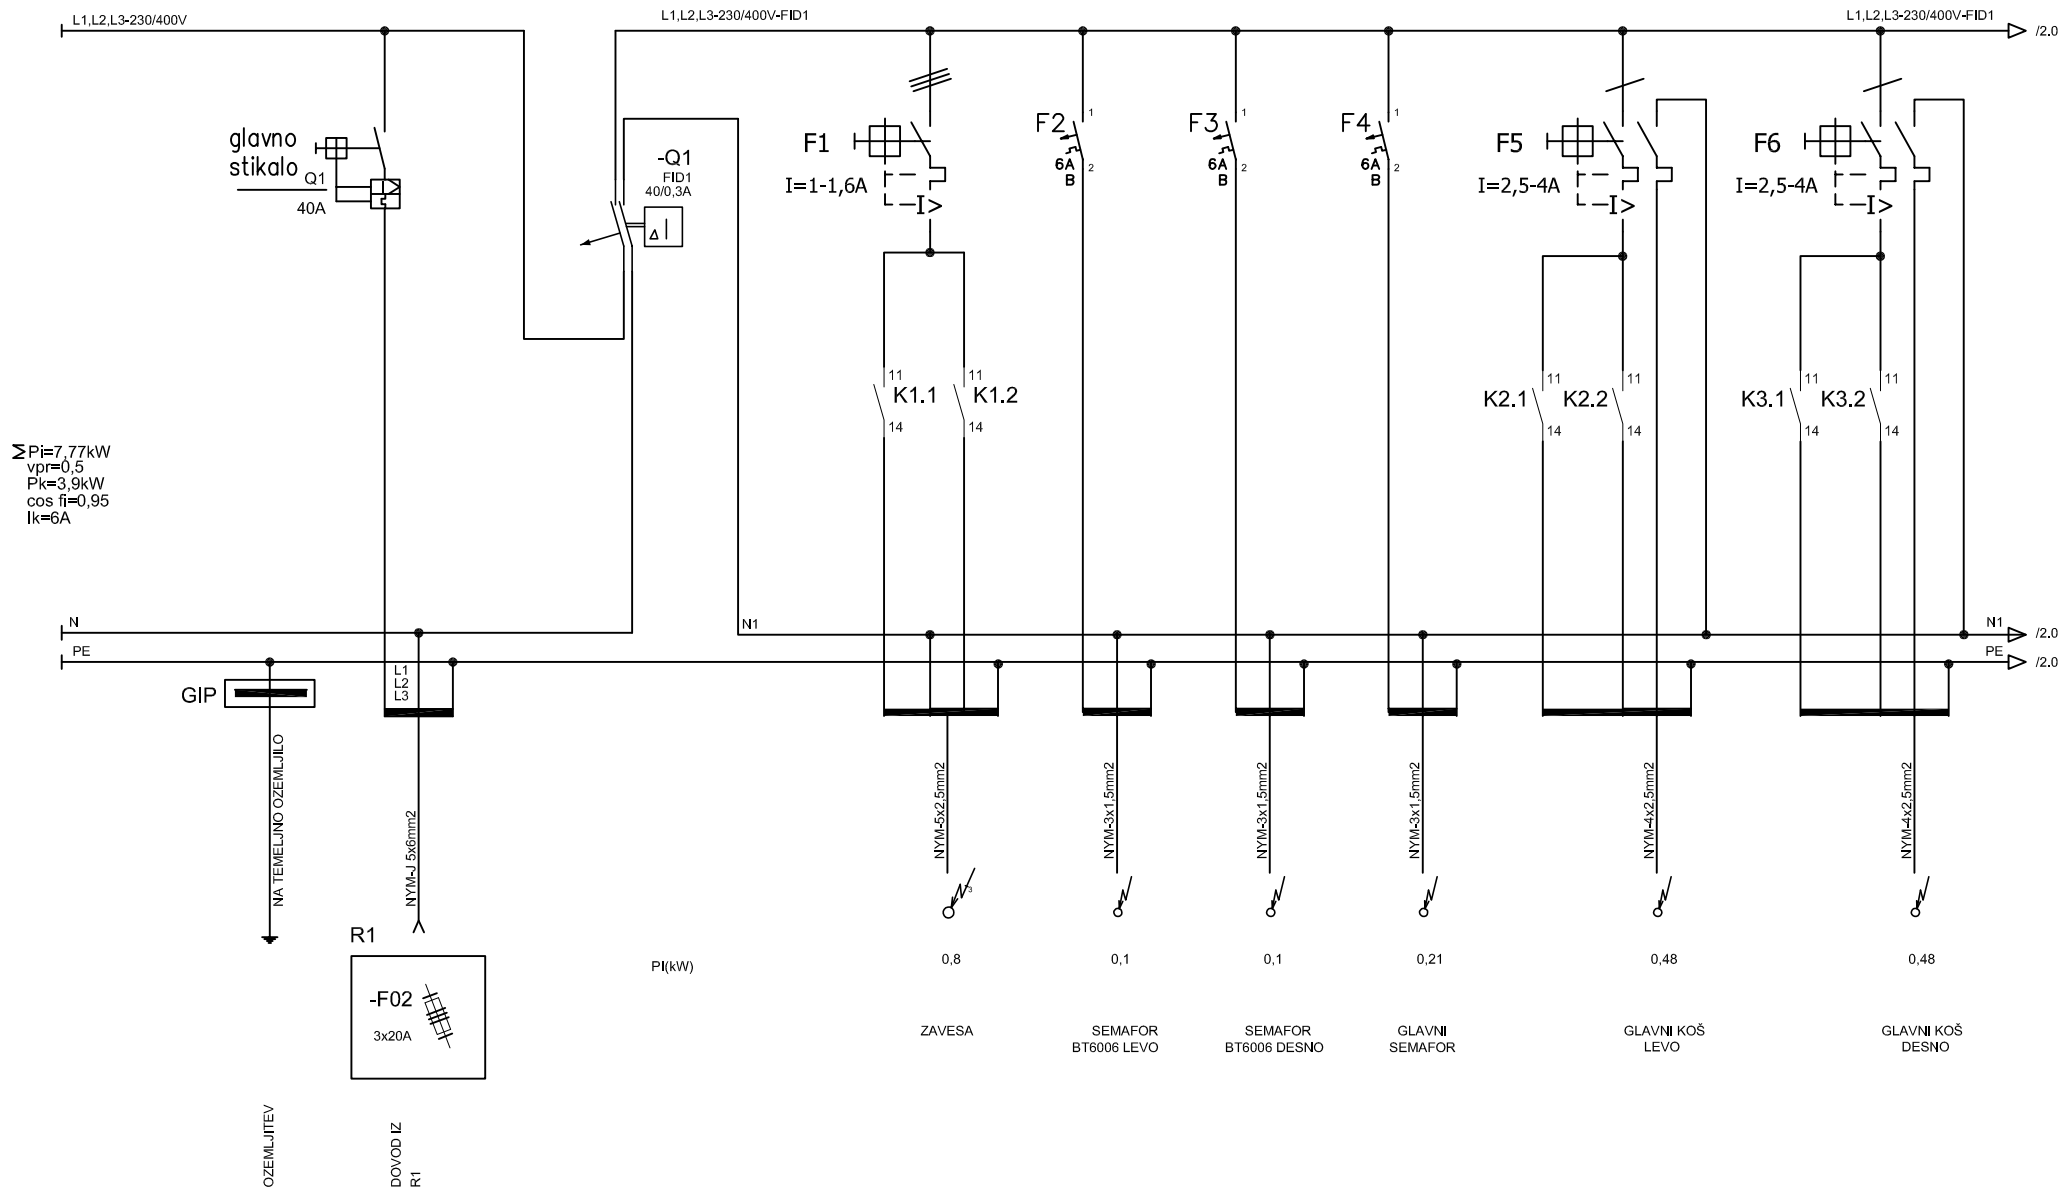 L1,L2,L3-230/400V
L1,L2,L3-230/400V-FID1
L1,L2,L3-230/400V-FID1
/2.0
glavno
stikalo
Q1
40A
-Q1
FID1
40/0,3A
Δ I
F1
I=1-1,6A
I>
F2
1
2
6A
B
F3
1
2
6A
B
F4
1
2
6A
B
F5
I=2,5-4A
I>
F6
I=2,5-4A
I>
11
K1.1
14
11
K1.2
14
K2.1
11
14
K2.2
11
14
K3.1
11
14
K3.2
11
14
ΣPi=7,77kW
vpr=0,5
Pk=3,9kW
cos fi=0,95
Ik=6A
N
N1
N1
/2.0
PE
PE
/2.0
L1
L2
L3
GIP
NA TEMELJNO OZEMLJILO
NYM-J 5x6mm2
NYM-5x2,5mm2
NYM-3x1,5mm2
NYM-3x1,5mm2
NYM-3x1,5mm2
NYM-4x2,5mm2
NYM-4x2,5mm2
3
R1
-F02
3x20A
PI(kW)
0,8
0,1
0,1
0,21
0,48
0,48
ZAVESA
SEMAFOR
BT6006 LEVO
SEMAFOR
BT6006 DESNO
GLAVNI
SEMAFOR
GLAVNI KOŠ
LEVO
GLAVNI KOŠ
DESNO
OZEMLJITEV
DOVOD IZ
R1